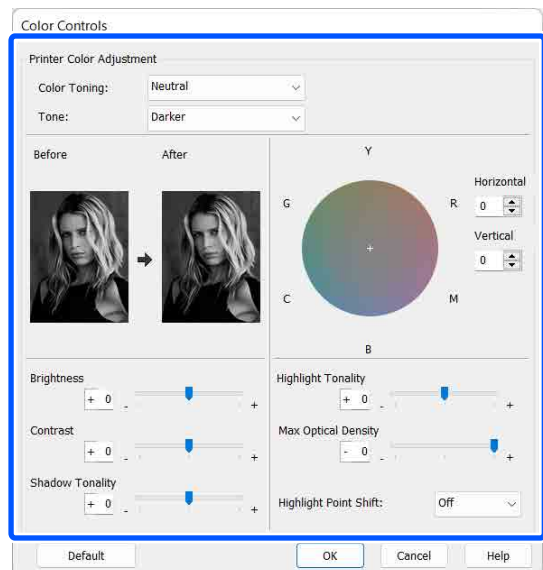 Color Controls
Printer Color Adjustment
Color Toning: Neutral
Tone: Darker
Before After
Y
G R
C M
B
Horizontal
0
Vertical
0
Brightness
+ 0 - +
Contrast
+ 0 - +
Shadow Tonality
+ 0 - +
Highlight Tonality
+ 0 - +
Max Optical Density
- 0 - +
Highlight Point Shift: Off
Default OK Cancel Help